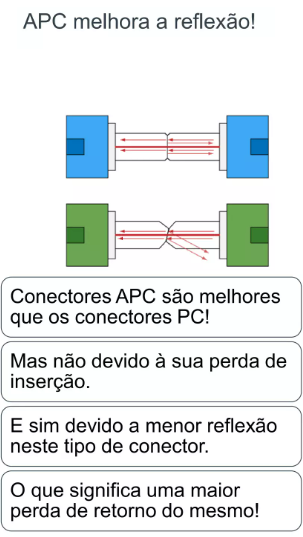 APC melhora a reflexão!
Conectores APC são melhores
que os conectores PC!
Mas não devido à sua perda de
inserção.
E sim devido a menor reflexão
neste tipo de conector.
O que significa uma maior
perda de retorno do mesmo!